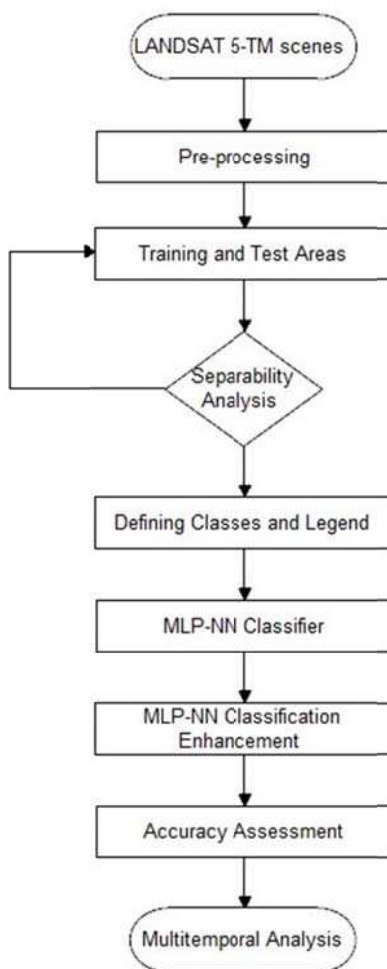 LANDSAT 5-TM scenes
Pre-processing
Training and Test Areas
Separability
Analysis
Defining Classes and Legend
MLP-NN Classifier
MLP-NN Classification
Enhancement
Accuracy Assessment
Multitemporal Analysis